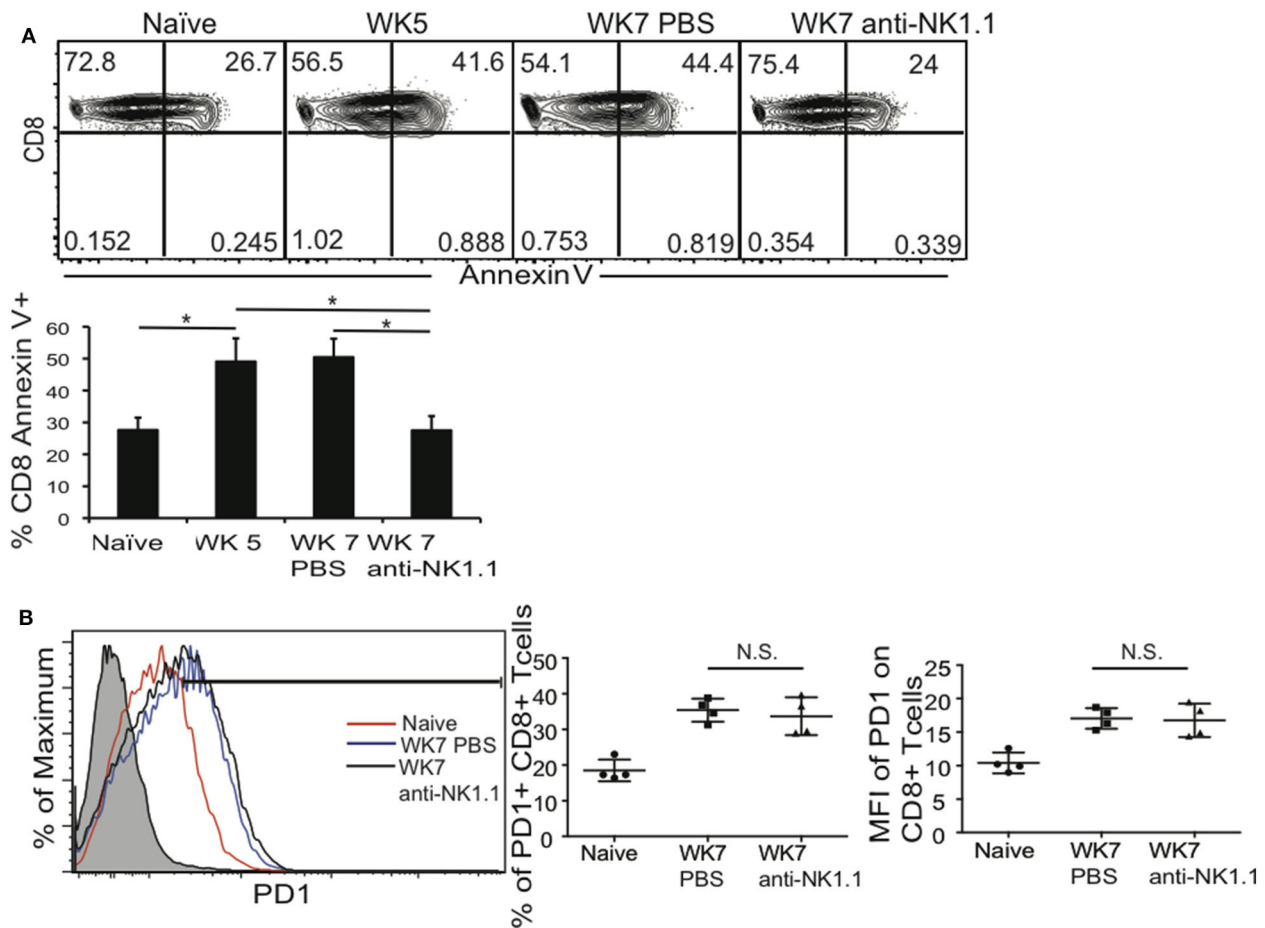 A
Naïve WK5 WK7 PBS WK7 anti-NK1.1
72.8 26.7 56.5 41.6 54.1 44.4 75.4 24
CD8
0.152 0.245 1.02 0.888 0.753 0.819 0.354 0.339
Annexin V
% CD8 Annexin V+
60
50
40
30
20
10
0
* * *
Naïve WK 5 WK 7 WK 7
PBS anti-NK1.1
B
% of Maximum
Naive
WK7 PBS
WK7
anti-NK1.1
PD1
% of PD1+ CD8+ Tcells
50
40
30
20
10
0
N.S.
Naive WK7 WK7
PBS anti-NK1.1
MFI of PD1 on
CD8+ Tcells
25
20
15
10
5
0
N.S.
Naive WK7 WK7
PBS anti-NK1.1